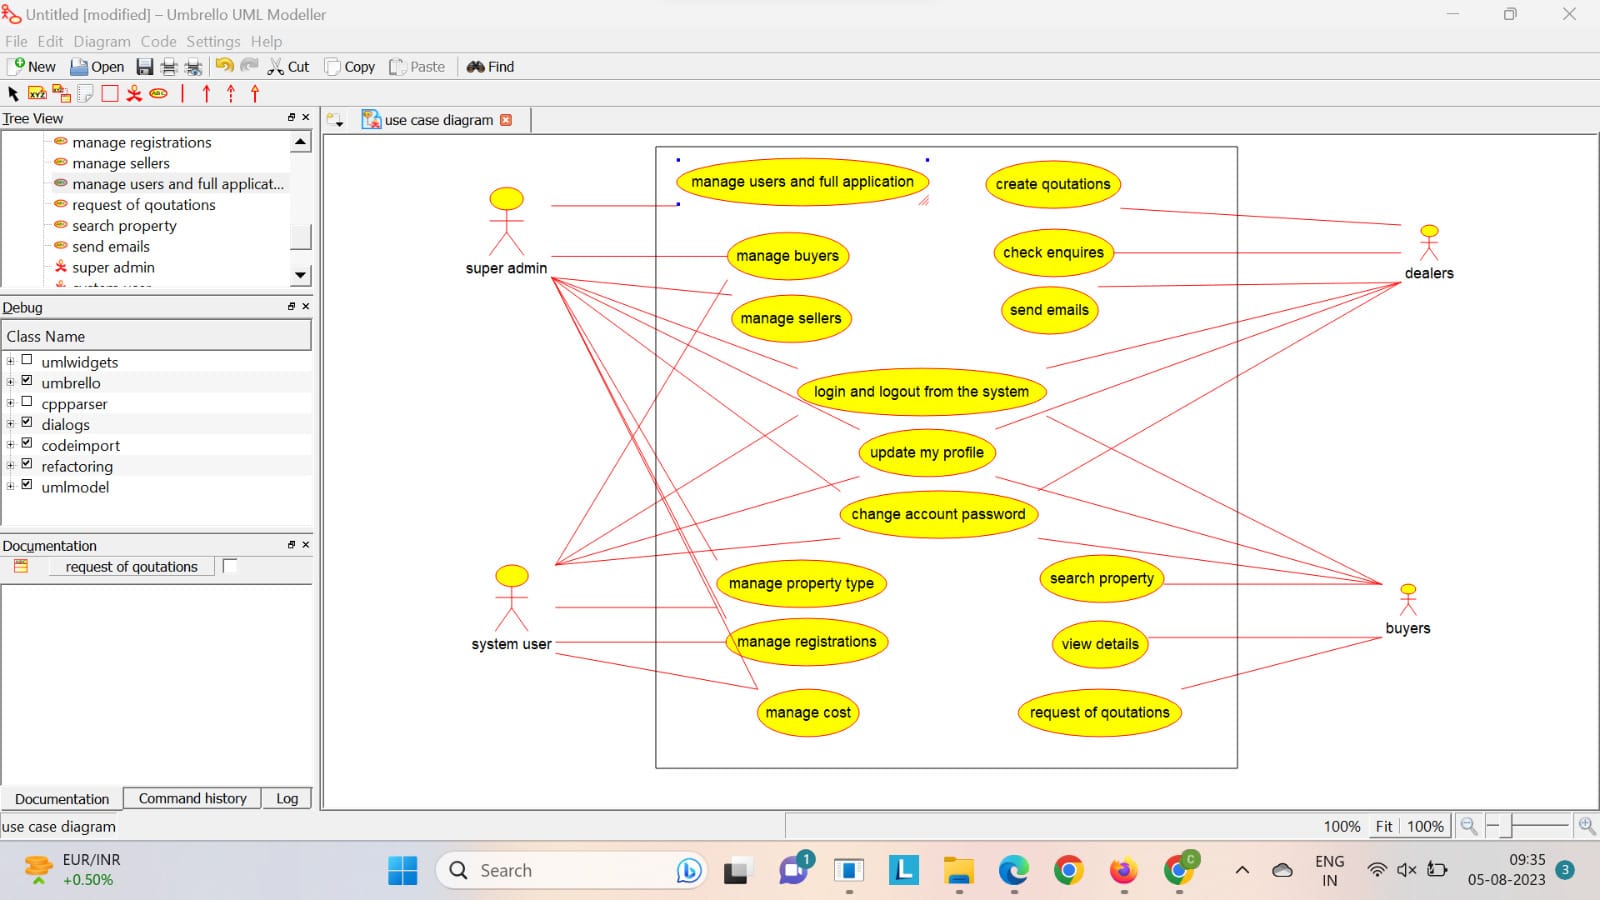 Untitled [modified] – Umbrello UML Modeller
File Edit Diagram Code Settings Help
New Open Cut Copy Paste Find
Tree View
use case diagram
manage registrations
manage sellers
manage users and full applicat...
request of qoutations
search property
send emails
super admin
Debug
Class Name
umlwidgets
umbrello
cppparser
dialogs
codeimport
refactoring
umlmodel
Documentation
request of qoutations
Documentation Command history Log
manage users and full application
create qoutations
manage buyers
check enquires
super admin
dealers
manage sellers
send emails
login and logout from the system
update my profile
change account password
manage property type
search property
system user
manage registrations
view details
buyers
manage cost
request of qoutations
use case diagram
100% Fit 100%
EUR/INR
+0.50%
Search
1
L
C
ENG
IN
09:35
05-08-2023
3